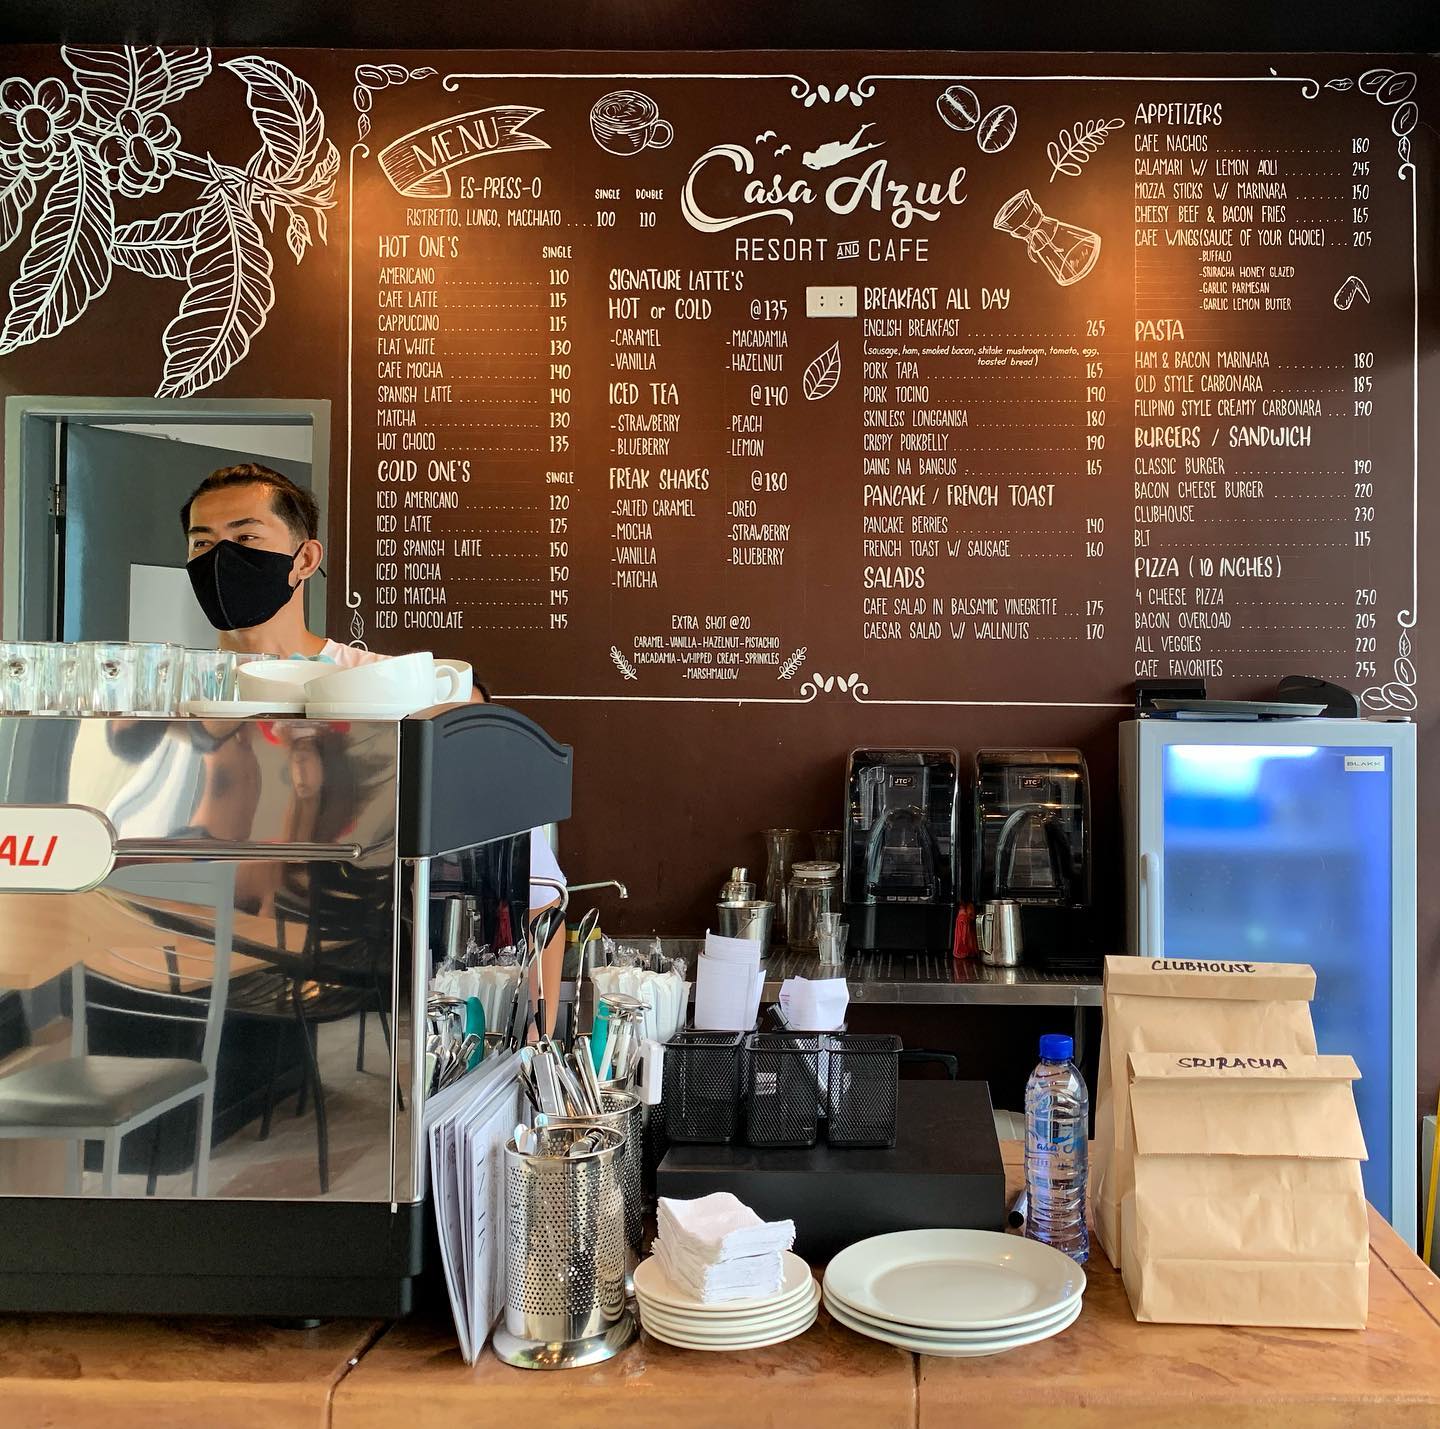 MENU
ES-PRESS-O SINGLE DOUBLE
RISTRETTO, LUNGO, MACCHIATO .... 100 110
HOT ONE'S SINGLE
AMERICANO ............ 110
CAFE LATTE ............ 115
CAPPUCCINO ............ 115
FLAT WHITE ............ 130
CAFE MOCHA ............ 140
SPANISH LATTE ............ 140
MATCHA ............ 130
HOT CHOCO ............ 135
COLD ONE'S SINGLE
ICED AMERICANO ............ 120
ICED LATTE ............ 125
ICED SPANISH LATTE ........ 150
ICED MOCHA ............ 150
ICED MATCHA ............ 145
ICED CHOCOLATE ............ 145
Casa Azul
RESORT AND CAFE
SIGNATURE LATTE'S
HOT or COLD @135
-CARAMEL -MACADAMIA
-VANILLA -HAZELNUT
ICED TEA @140
-STRAWBERRY -PEACH
-BLUEBERRY -LEMON
FREAK SHAKES @180
-SALTED CARAMEL -OREO
-MOCHA -STRAWBERRY
-VANILLA -BLUEBERRY
-MATCHA
EXTRA SHOT @20
CARAMEL-VANILLA-HAZELNUT-PISTACHIO
MACADAMIA-WHIPPED CREAM-SPRINKLES
-MARSHMALLOW
BREAKFAST ALL DAY
ENGLISH BREAKFAST ............ 265
(sausage, ham, smoked bacon, shitake mushroom, tomato, egg,
toasted bread)
PORK TAPA ............ 165
PORK TOCINO ............ 190
SKINLESS LONGGANISA ............ 180
CRISPY PORKBELLY ............ 190
DAING NA BANGUS ............ 165
PANCAKE / FRENCH TOAST
PANCAKE BERRIES ............ 140
FRENCH TOAST W/ SAUSAGE ........ 160
SALADS
CAFE SALAD IN BALSAMIC VINEGRETTE ... 175
CAESAR SALAD W/ WALLNUTS ....... 170
APPETIZERS
CAFE NACHOS ............ 180
CALAMARI W/ LEMON AIOLI ........ 245
MOZZA STICKS W/ MARINARA ...... 150
CHEESY BEEF & BACON FRIES ...... 165
CAFE WINGS(SAUCE OF YOUR CHOICE) ... 205
-BUFFALO
-SRIRACHA HONEY GLAZED
-GARLIC PARMESAN
-GARLIC LEMON BUTTER
PASTA
HAM & BACON MARINARA ......... 180
OLD STYLE CARBONARA .......... 185
FILIPINO STYLE CREAMY CARBONARA ... 190
BURGERS / SANDWICH
CLASSIC BURGER ............ 190
BACON CHEESE BURGER ............ 220
CLUBHOUSE ............ 230
BLT ............ 115
PIZZA ( 10 INCHES )
4 CHEESE PIZZA ............ 250
BACON OVERLOAD ............ 205
ALL VEGGIES ............ 220
CAFE FAVORITES ............ 255
JTC
JTC
BLAKK
ALI
CLUBHOUSE
SRIRACHA
MENU